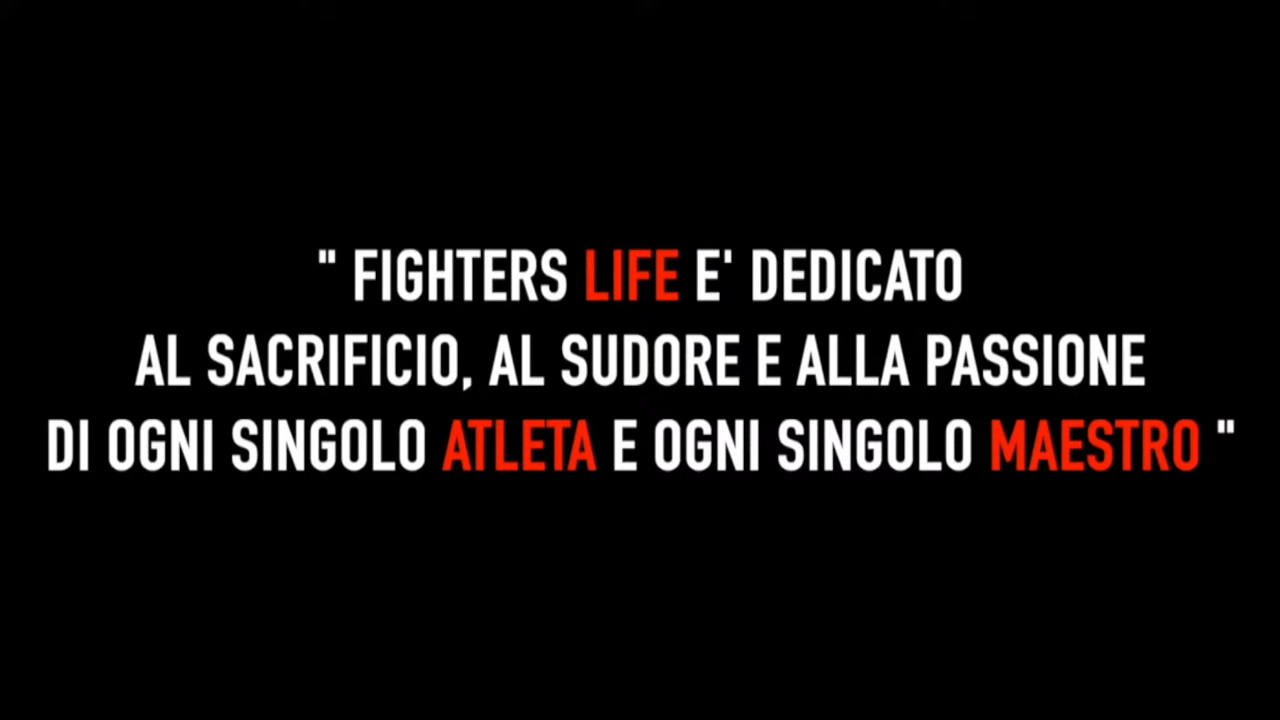 " FIGHTERS LIFE E' DEDICATO
AL SACRIFICIO, AL SUDORE E ALLA PASSIONE
DI OGNI SINGOLO ATLETA E OGNI SINGOLO MAESTRO "